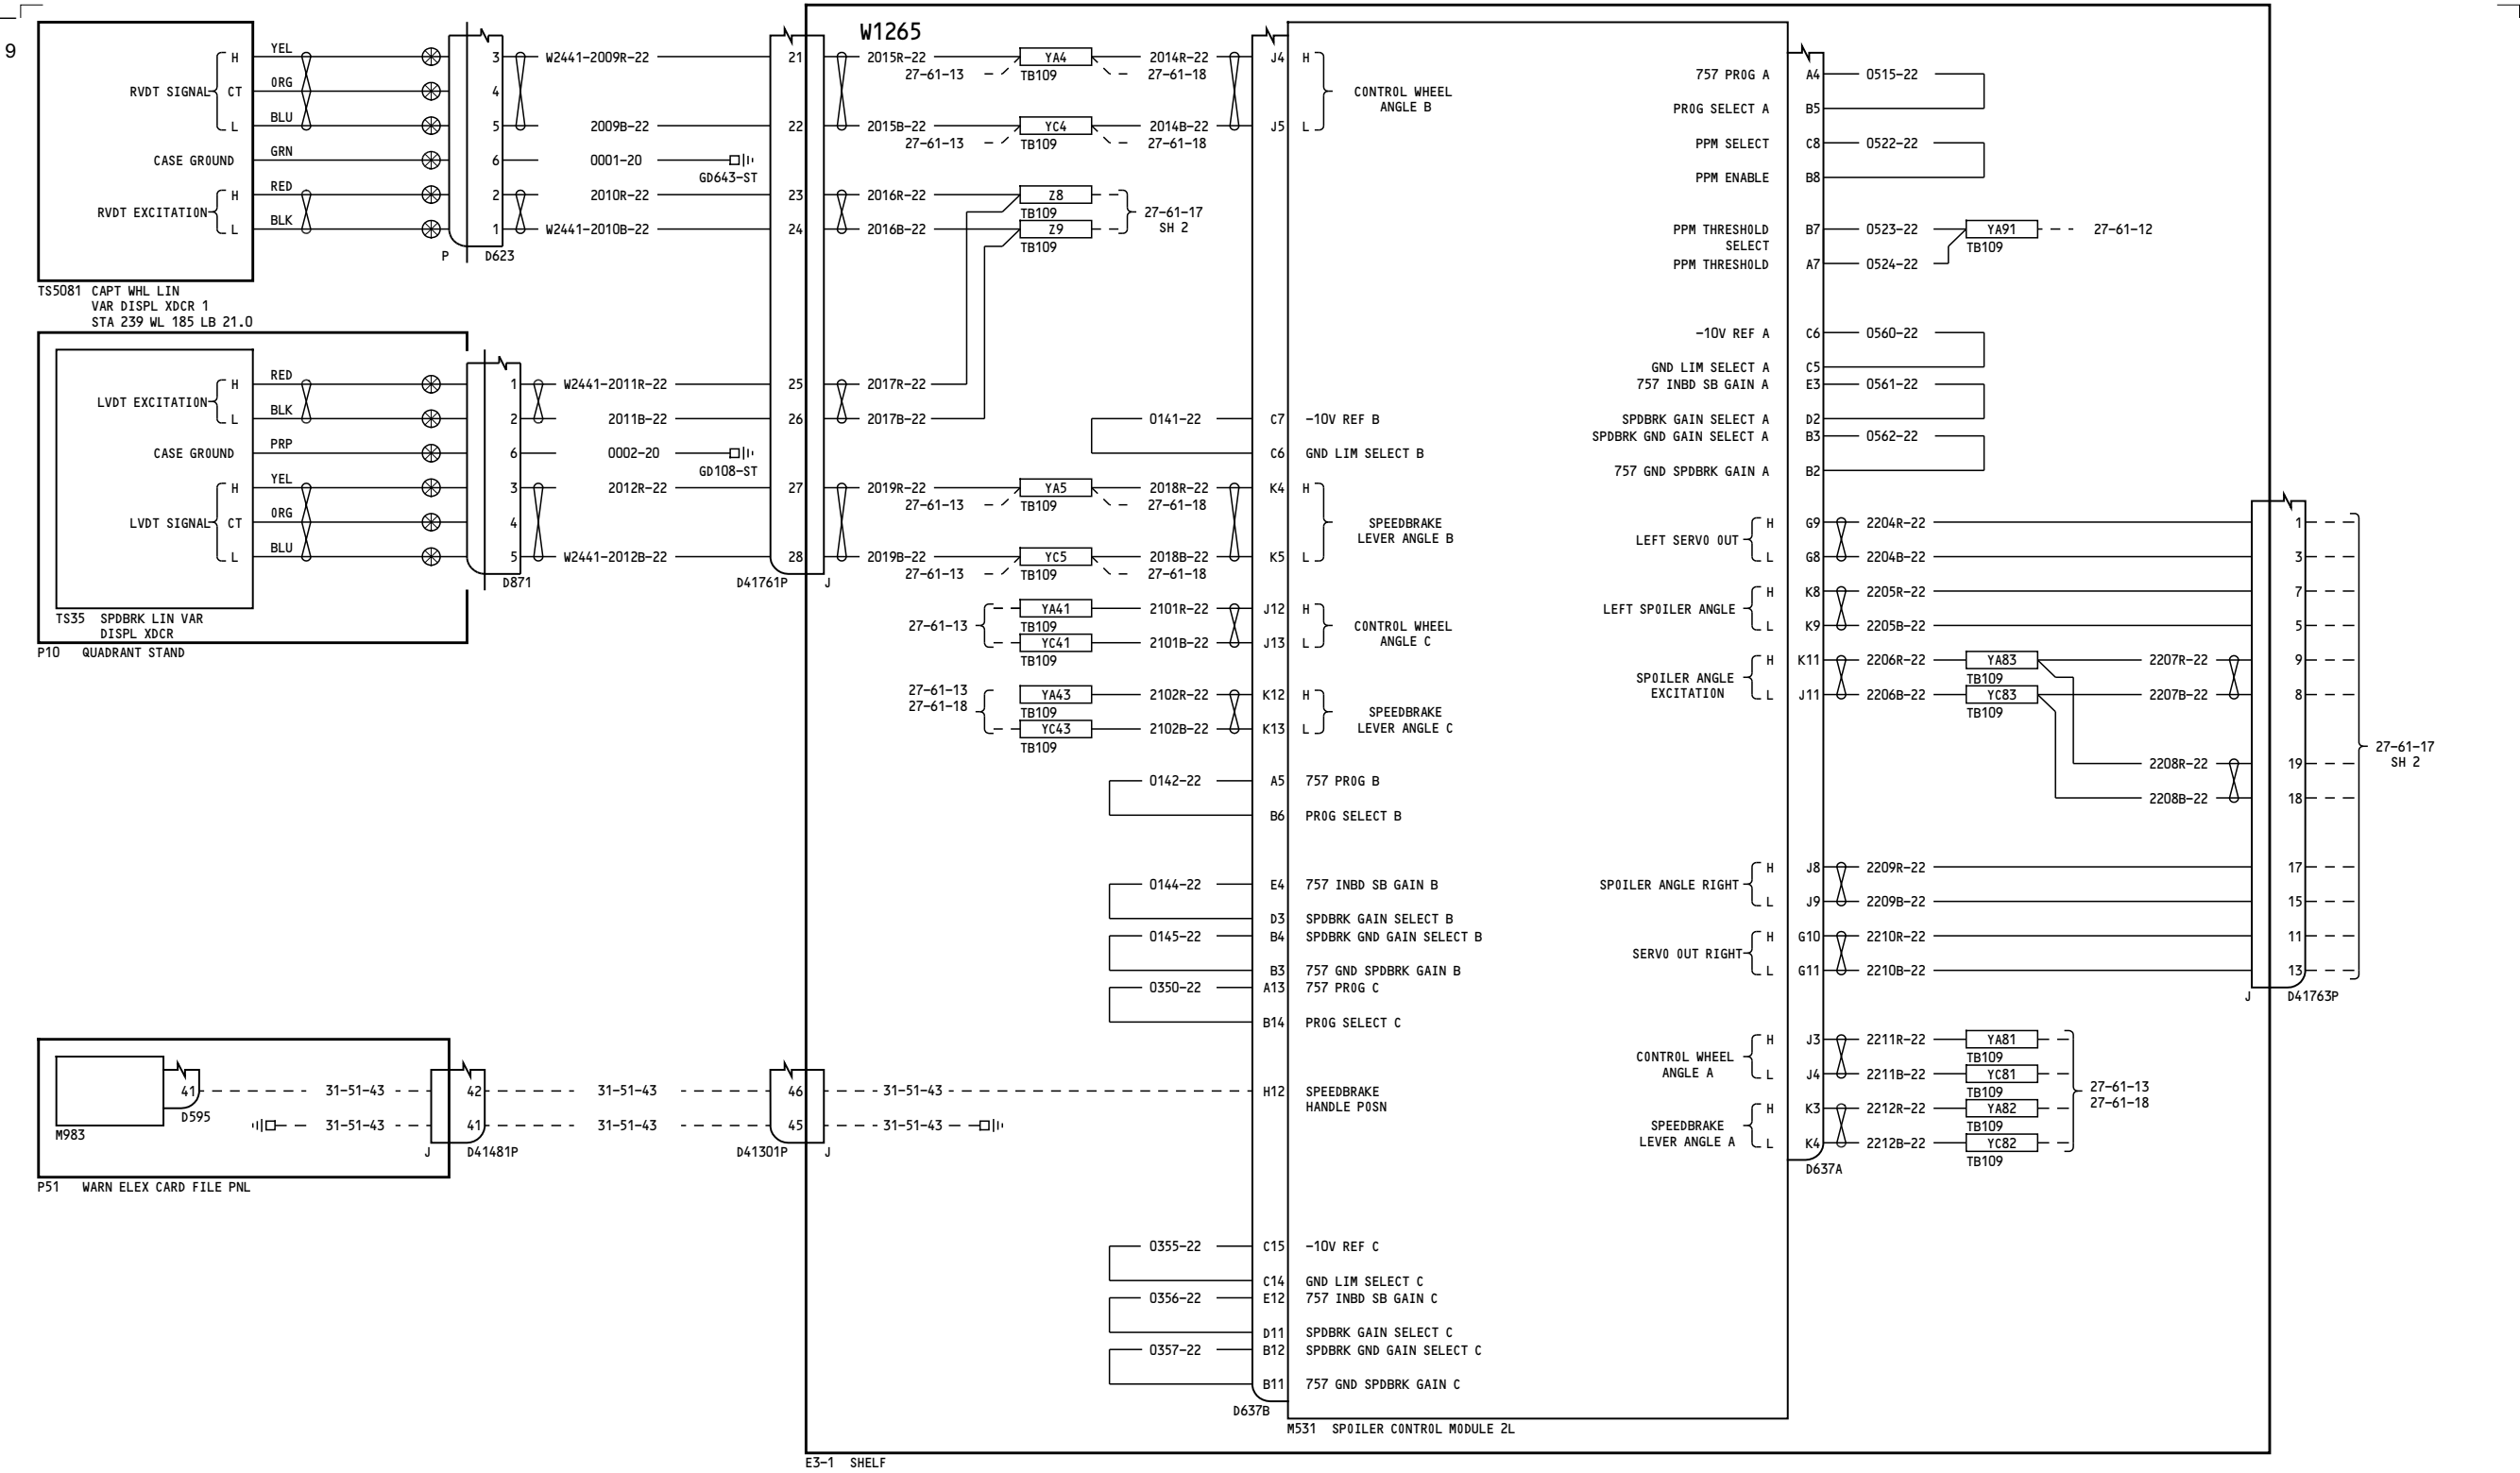 9
W1265
RVDT SIGNAL
H
CT
L
YEL
ORG
BLU
CASE GROUND
GRN
RVDT EXCITATION
H
L
RED
BLK
3
4
5
6
2
1
P
D623
TS5081 CAPT WHL LIN
VAR DISPL XDCR 1
STA 239 WL 185 LB 21.0
W2441-2009R-22
2009B-22
0001-20
GD643-ST
2010R-22
W2441-2010B-22
LVDT EXCITATION
H
L
RED
BLK
CASE GROUND
PRP
LVDT SIGNAL
H
CT
L
YEL
ORG
BLU
1
2
6
3
4
5
D871
TS35 SPDBRK LIN VAR
DISPL XDCR
P10 QUADRANT STAND
W2441-2011R-22
2011B-22
0002-20
GD108-ST
2012R-22
W2441-2012B-22
21
22
23
24
25
26
27
28
D41761P
J
2015R-22
27-61-13
YA4
TB109
2014R-22
27-61-18
2015B-22
27-61-13
YC4
TB109
2014B-22
27-61-18
2016R-22
Z8
TB109
2016B-22
Z9
TB109
27-61-17
SH 2
2017R-22
2017B-22
0141-22
2019R-22
27-61-13
YA5
TB109
2018R-22
27-61-18
2019B-22
27-61-13
YC5
TB109
2018B-22
27-61-18
27-61-13
YA41
TB109
2101R-22
YC41
TB109
2101B-22
27-61-13
27-61-18
YA43
TB109
2102R-22
YC43
TB109
2102B-22
0142-22
0144-22
0145-22
0350-22
M983
41
D595
31-51-43
31-51-43
42
41
J
D41481P
P51 WARN ELEX CARD FILE PNL
31-51-43
31-51-43
46
45
D41301P
J
31-51-43
31-51-43
0355-22
0356-22
0357-22
J4 H
J5 L
CONTROL WHEEL
ANGLE B
C7 -10V REF B
C6 GND LIM SELECT B
K4 H
K5 L
SPEEDBRAKE
LEVER ANGLE B
J12 H
J13 L
CONTROL WHEEL
ANGLE C
K12 H
K13 L
SPEEDBRAKE
LEVER ANGLE C
A5 757 PROG B
B6 PROG SELECT B
E4 757 INBD SB GAIN B
D3 SPDBRK GAIN SELECT B
B4 SPDBRK GND GAIN SELECT B
B3 757 GND SPDBRK GAIN B
A13 757 PROG C
B14 PROG SELECT C
H12 SPEEDBRAKE
HANDLE POSN
C15 -10V REF C
C14 GND LIM SELECT C
E12 757 INBD SB GAIN C
D11 SPDBRK GAIN SELECT C
B12 SPDBRK GND GAIN SELECT C
B11 757 GND SPDBRK GAIN C
D637B
M531 SPOILER CONTROL MODULE 2L
E3-1 SHELF
757 PROG A A4 0515-22
PROG SELECT A B5
PPM SELECT C8 0522-22
PPM ENABLE B8
PPM THRESHOLD
SELECT
B7 0523-22
YA91
TB109
27-61-12
PPM THRESHOLD A7 0524-22
-10V REF A C6 0560-22
GND LIM SELECT A C5
757 INBD SB GAIN A E3 0561-22
SPDBRK GAIN SELECT A D2
SPDBRK GND GAIN SELECT A B3 0562-22
757 GND SPDBRK GAIN A B2
LEFT SERVO OUT
H G9 2204R-22 1
L G8 2204B-22 3
LEFT SPOILER ANGLE
H K8 2205R-22 7
L K9 2205B-22 5
SPOILER ANGLE
EXCITATION
H K11 2206R-22 YA83 2207R-22 9
TB109
L J11 2206B-22 YC83 2207B-22 8
TB109
2208R-22 19
2208B-22 18
27-61-17
SH 2
SPOILER ANGLE RIGHT
H J8 2209R-22 17
L J9 2209B-22 15
SERVO OUT RIGHT
H G10 2210R-22 11
L G11 2210B-22 13
J
D41763P
CONTROL WHEEL
ANGLE A
H J3 2211R-22 YA81
TB109
L J4 2211B-22 YC81
TB109
SPEEDBRAKE
LEVER ANGLE A
H K3 2212R-22 YA82
TB109
L K4 2212B-22 YC82
TB109
27-61-13
27-61-18
D637A